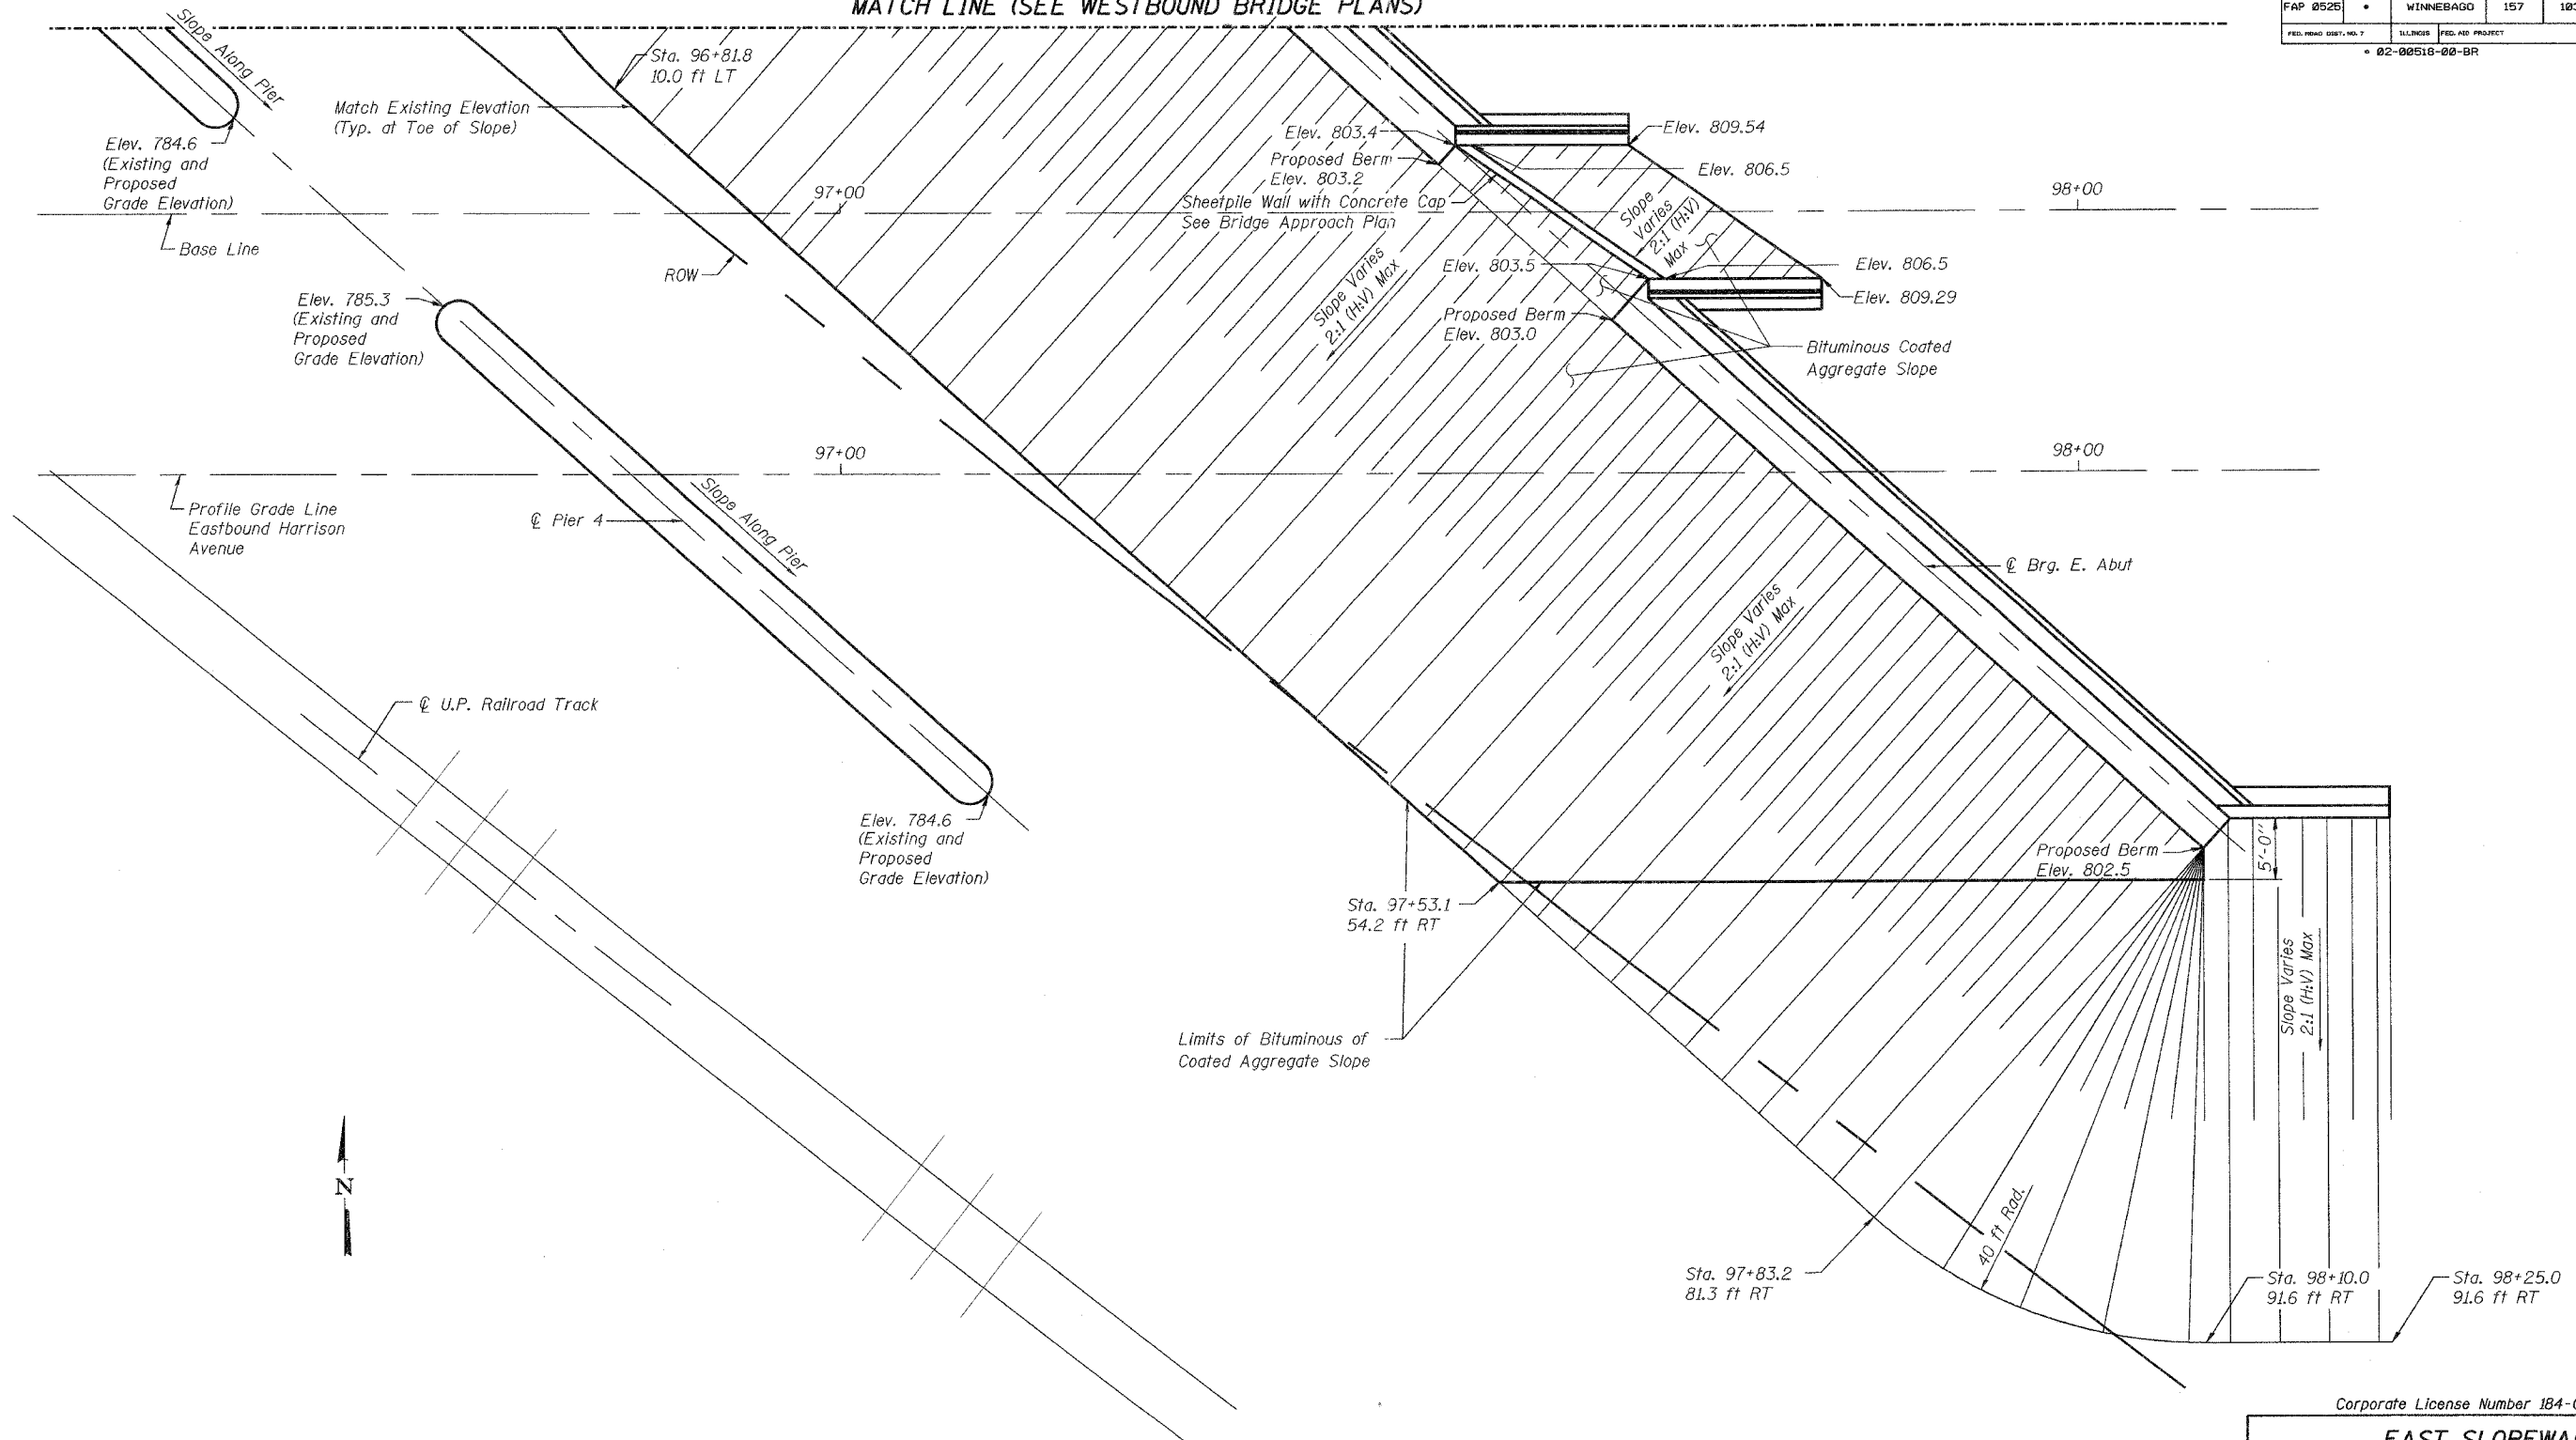 MATCH LINE (SEE WESTBOUND BRIDGE PLANS)
FAP 0525 • WINNEBAGO 157
FED. ROAD DIST. NO. 7 ILLINOIS FED. AID PROJECT
• 02-00518-00-BR
Slope Along Pier
Sta. 96+81.8
10.0 ft LT
Match Existing Elevation
(Typ. at Toe of Slope)
Elev. 784.6
(Existing and
Proposed
Grade Elevation)
Base Line
ROW
97+00
Elev. 803.4
Proposed Berm
Elev. 803.2
Sheetpile Wall with Concrete Cap
See Bridge Approach Plan
Elev. 809.54
Elev. 806.5
98+00
Slope
Varies
2:1 (H:V)
Max
Slope Varies
2:1 (H:V) Max
Elev. 803.5
Elev. 806.5
Elev. 809.29
Proposed Berm
Elev. 803.0
Bituminous Coated
Aggregate Slope
Elev. 785.3
(Existing and
Proposed
Grade Elevation)
97+00
98+00
Profile Grade Line
Eastbound Harrison
Avenue
℄ Pier 4
Slope Along Pier
℄ Brg. E. Abut
Slope Varies
2:1 (H:V) Max
℄ U.P. Railroad Track
Elev. 784.6
(Existing and
Proposed
Grade Elevation)
Proposed Berm
Elev. 802.5
5'-0"
Sta. 97+53.1
54.2 ft RT
Slope Varies
2:1 (H:V) Max
Limits of Bituminous of
Coated Aggregate Slope
N
40 ft Rad.
Sta. 97+83.2
81.3 ft RT
Sta. 98+10.0
91.6 ft RT
Sta. 98+25.0
91.6 ft RT
Corporate License Number 184-
EAST